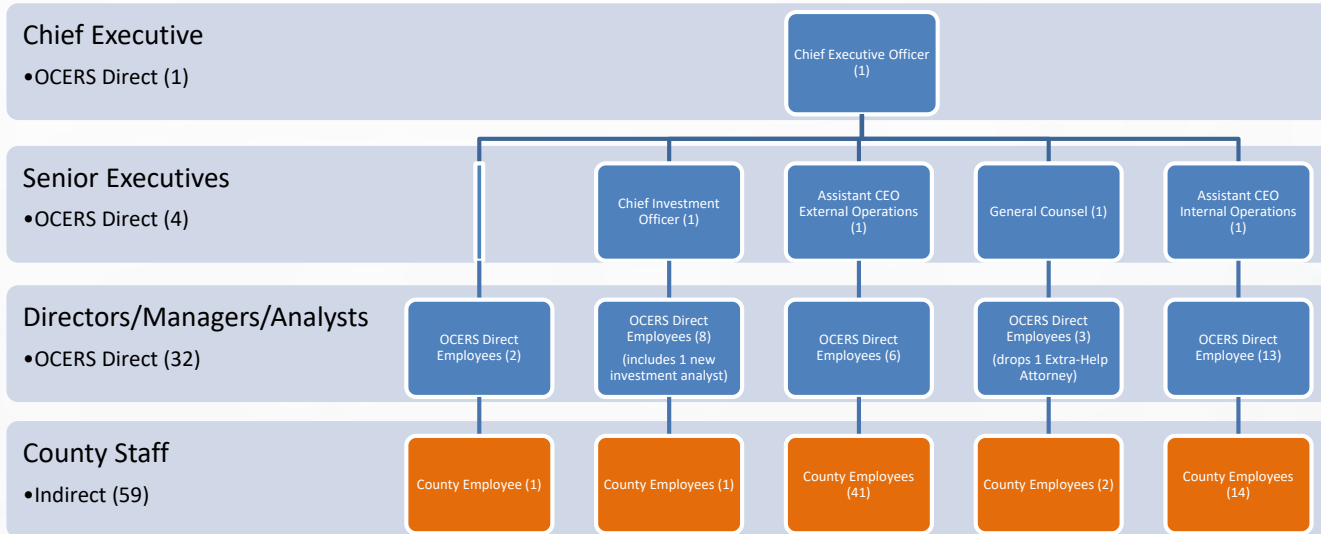 Chief Executive
•OCERS Direct (1)
Chief Executive Officer
(1)
Senior Executives
•OCERS Direct (4)
Chief Investment
Officer (1)
Assistant CEO
External Operations
(1)
General Counsel (1)
Assistant CEO
Internal Operations
(1)
Directors/Managers/Analysts
•OCERS Direct (32)
OCERS Direct
Employees (2)
OCERS Direct
Employees (8)
(includes 1 new
investment analyst)
OCERS Direct
Employees (6)
OCERS Direct
Employees (3)
(drops 1 Extra-Help
Attorney)
OCERS Direct
Employee (13)
County Staff
•Indirect (59)
County Employee (1)
County Employees (1)
County Employees
(41)
County Employees (2)
County Employees
(14)